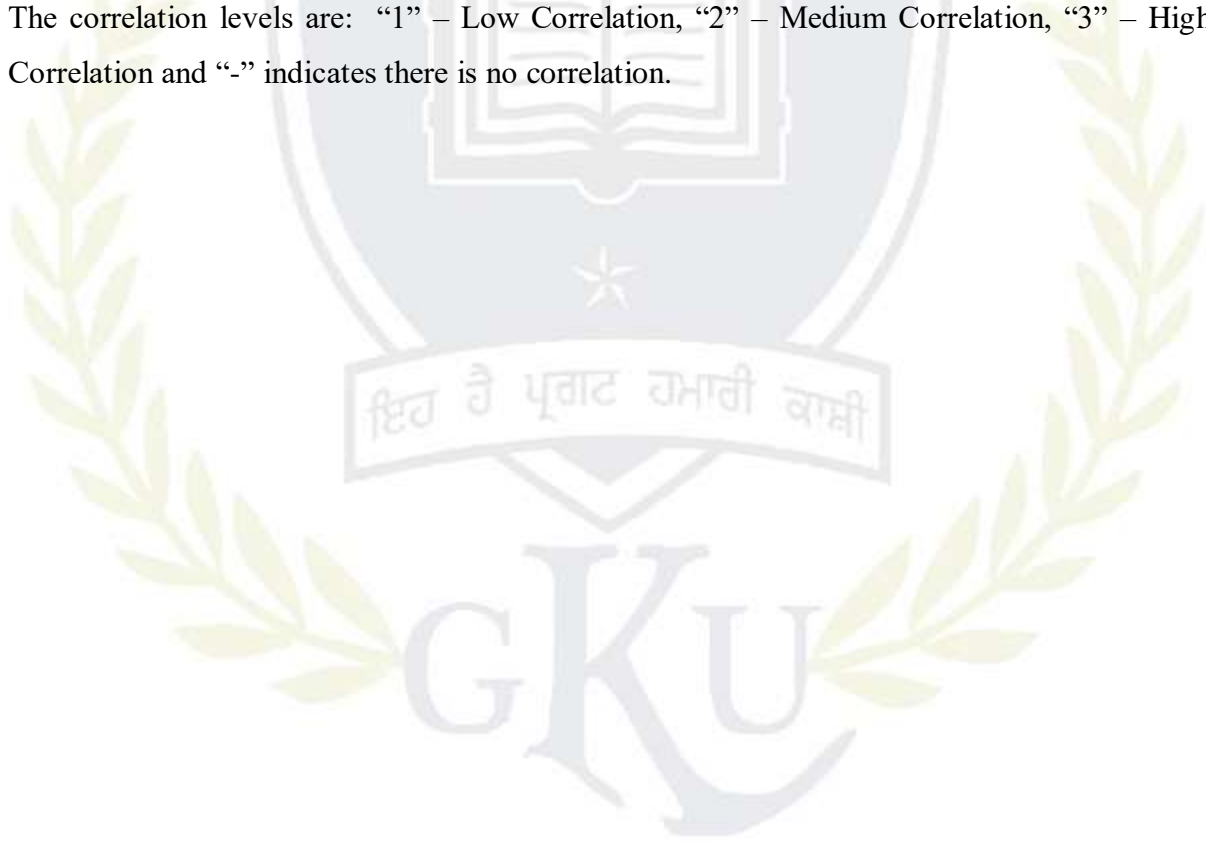 The correlation levels are: “1” – Low Correlation, “2” – Medium Correlation, “3” – High
Correlation and “-” indicates there is no correlation.
ਇਹ ਹੈ ਪ੍ਰਗਟ ਹਮਾਰੀ ਕਾਸ਼ੀ
GKU